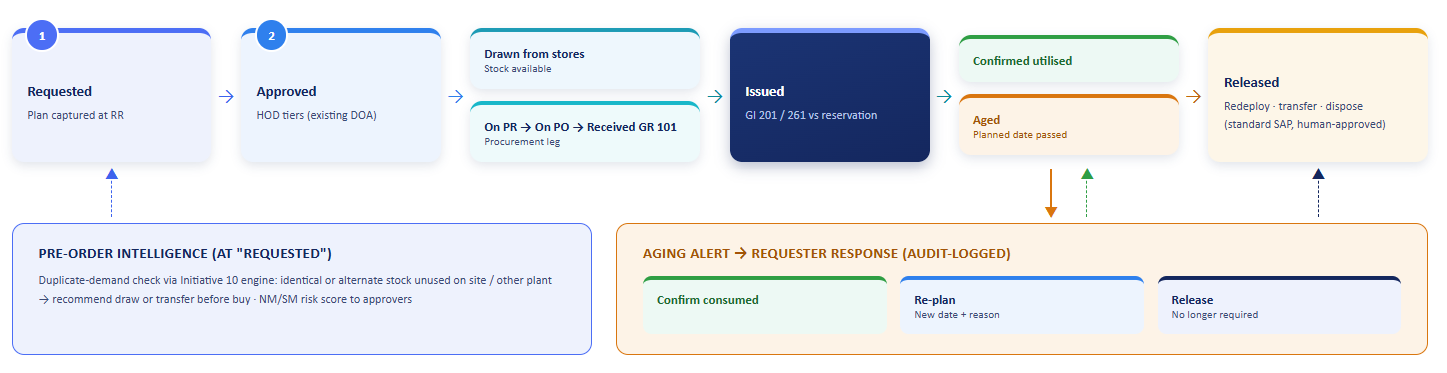 1
Requested
Plan captured at RR
2
Approved
HOD tiers (existing DOA)
Drawn from stores
Stock available
On PR → On PO → Received GR 101
Procurement leg
Issued
GI 201 / 261 vs reservation
Confirmed utilised
Aged
Planned date passed
Released
Redeploy · transfer · dispose
(standard SAP, human-approved)
PRE-ORDER INTELLIGENCE (AT "REQUESTED")
Duplicate-demand check via Initiative 10 engine: identical or alternate stock unused on site / other plant
→ recommend draw or transfer before buy · NM/SM risk score to approvers
AGING ALERT → REQUESTER RESPONSE (AUDIT-LOGGED)
Confirm consumed
Re-plan
New date + reason
Release
No longer required